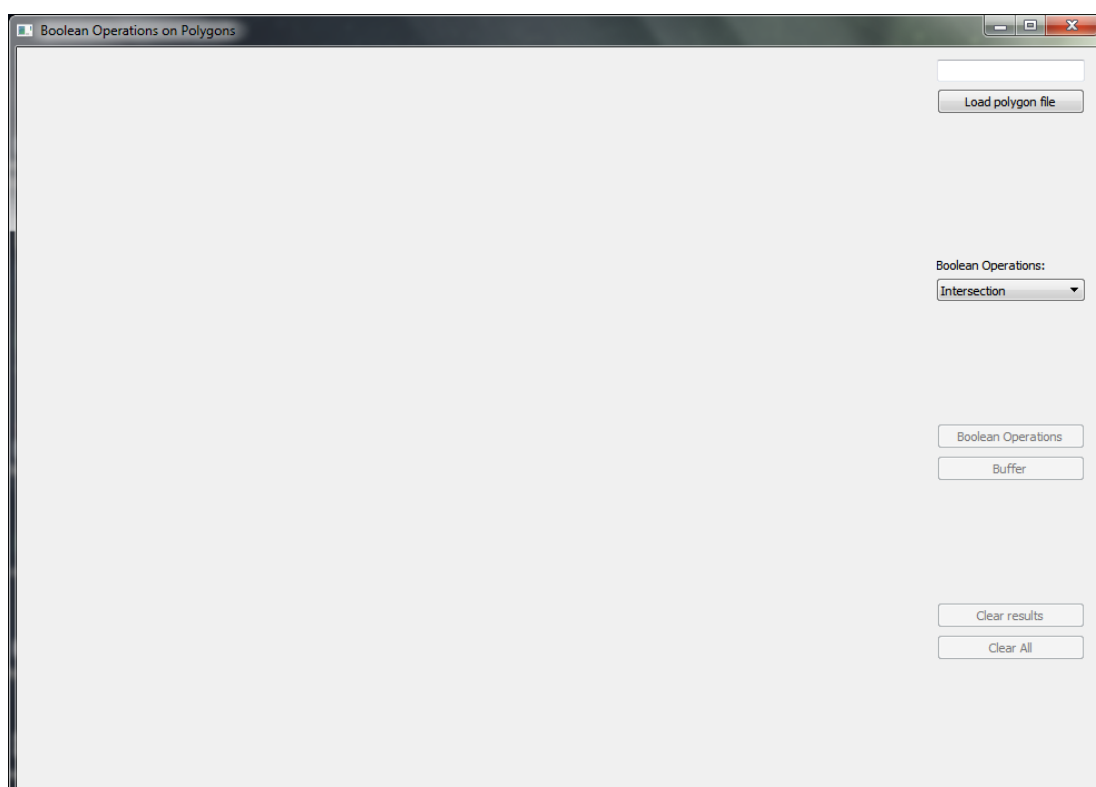 Boolean Operations on Polygons
Load polygon file
Boolean Operations:
Intersection
Boolean Operations
Buffer
Clear results
Clear All